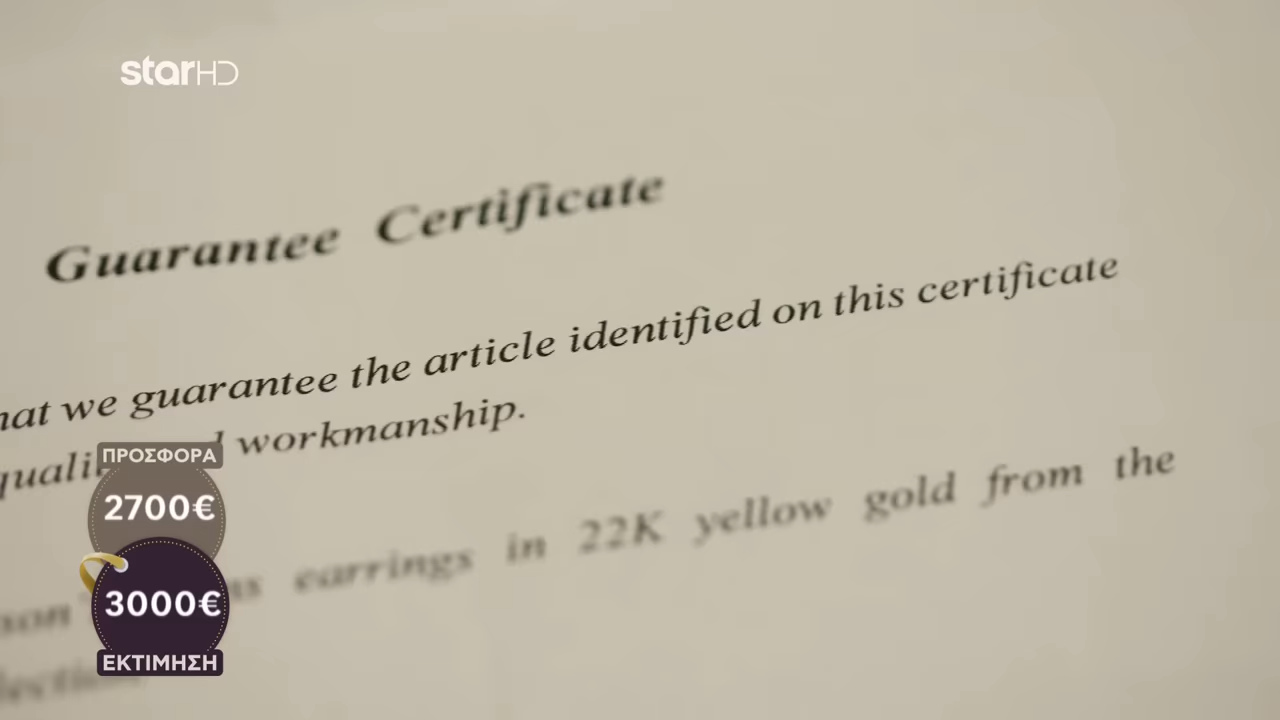 starHD
Guarantee Certificate
we guarantee the article identified on this certificate
workmanship.
earrings in 22K yellow gold from the
ΠΡΟΣΦΟΡΑ
2700€
3000€
ΕΚΤΙΜΗΣΗ